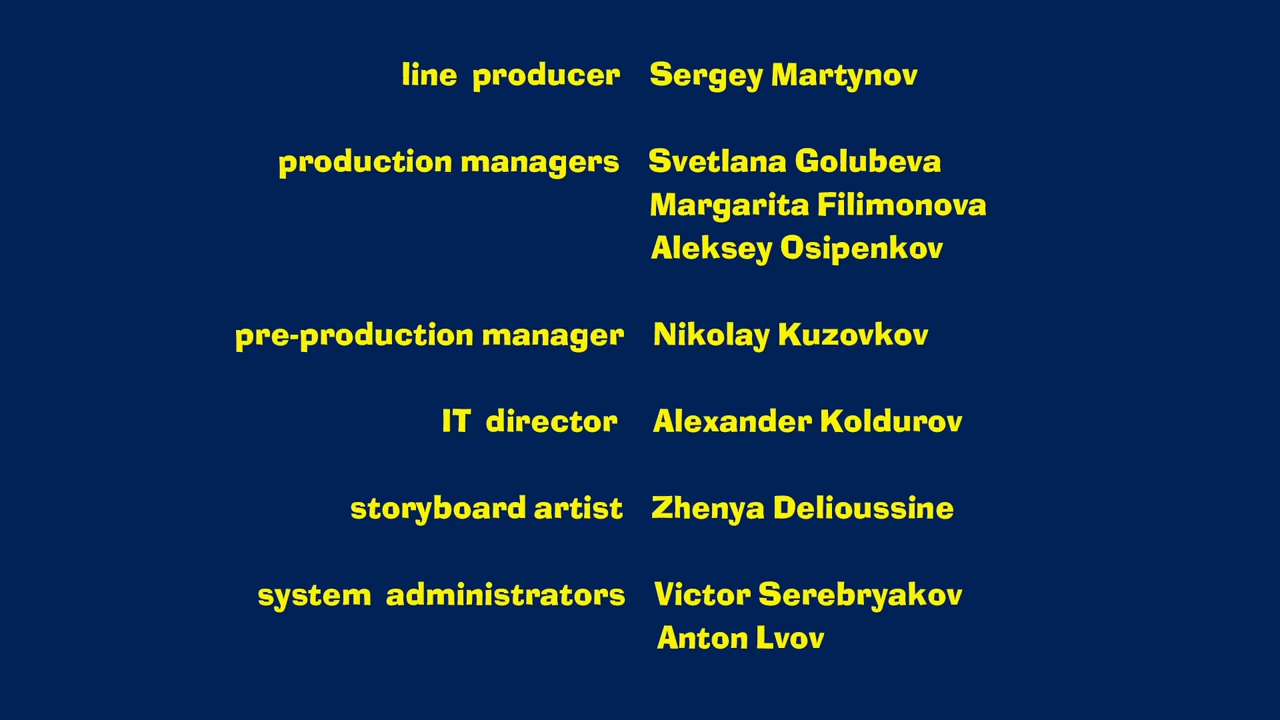 line producer Sergey Martynov
production managers Svetlana Golubeva
Margarita Filimonova
Aleksey Osipenkov
pre-production manager Nikolay Kuzovkov
IT director Alexander Koldurov
storyboard artist Zhenya Delioussine
system administrators Victor Serebryakov
Anton Lvov